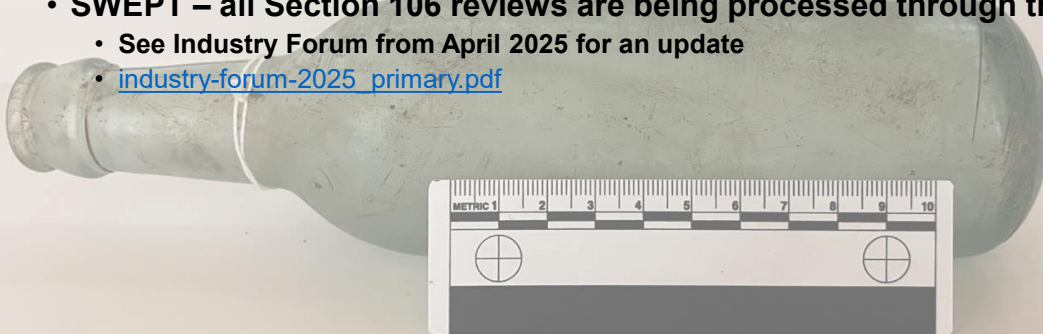 • SWEPT – all Section 106 reviews are being processed through
• See Industry Forum from April 2025 for an update
• industry-forum-2025_primary.pdf
METRIC 1 2 3 4 5 6 7 8 9 10